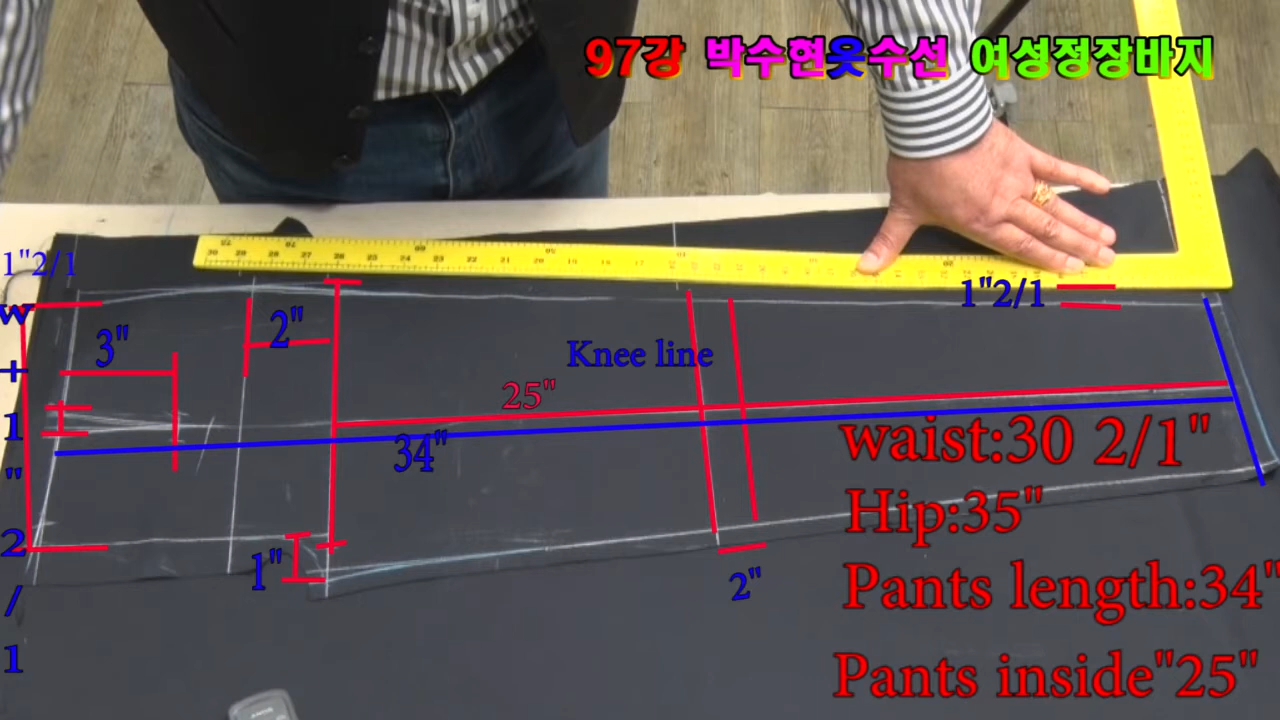 97강 박수현옷수선 여성정장바지
1"2/1
w
+
1
"
2
/
1
3"
2"
1"2/1
Knee line
25"
34"
1"
2"
waist:30 2/1"
Hip:35"
Pants length:34"
Pants inside"25"